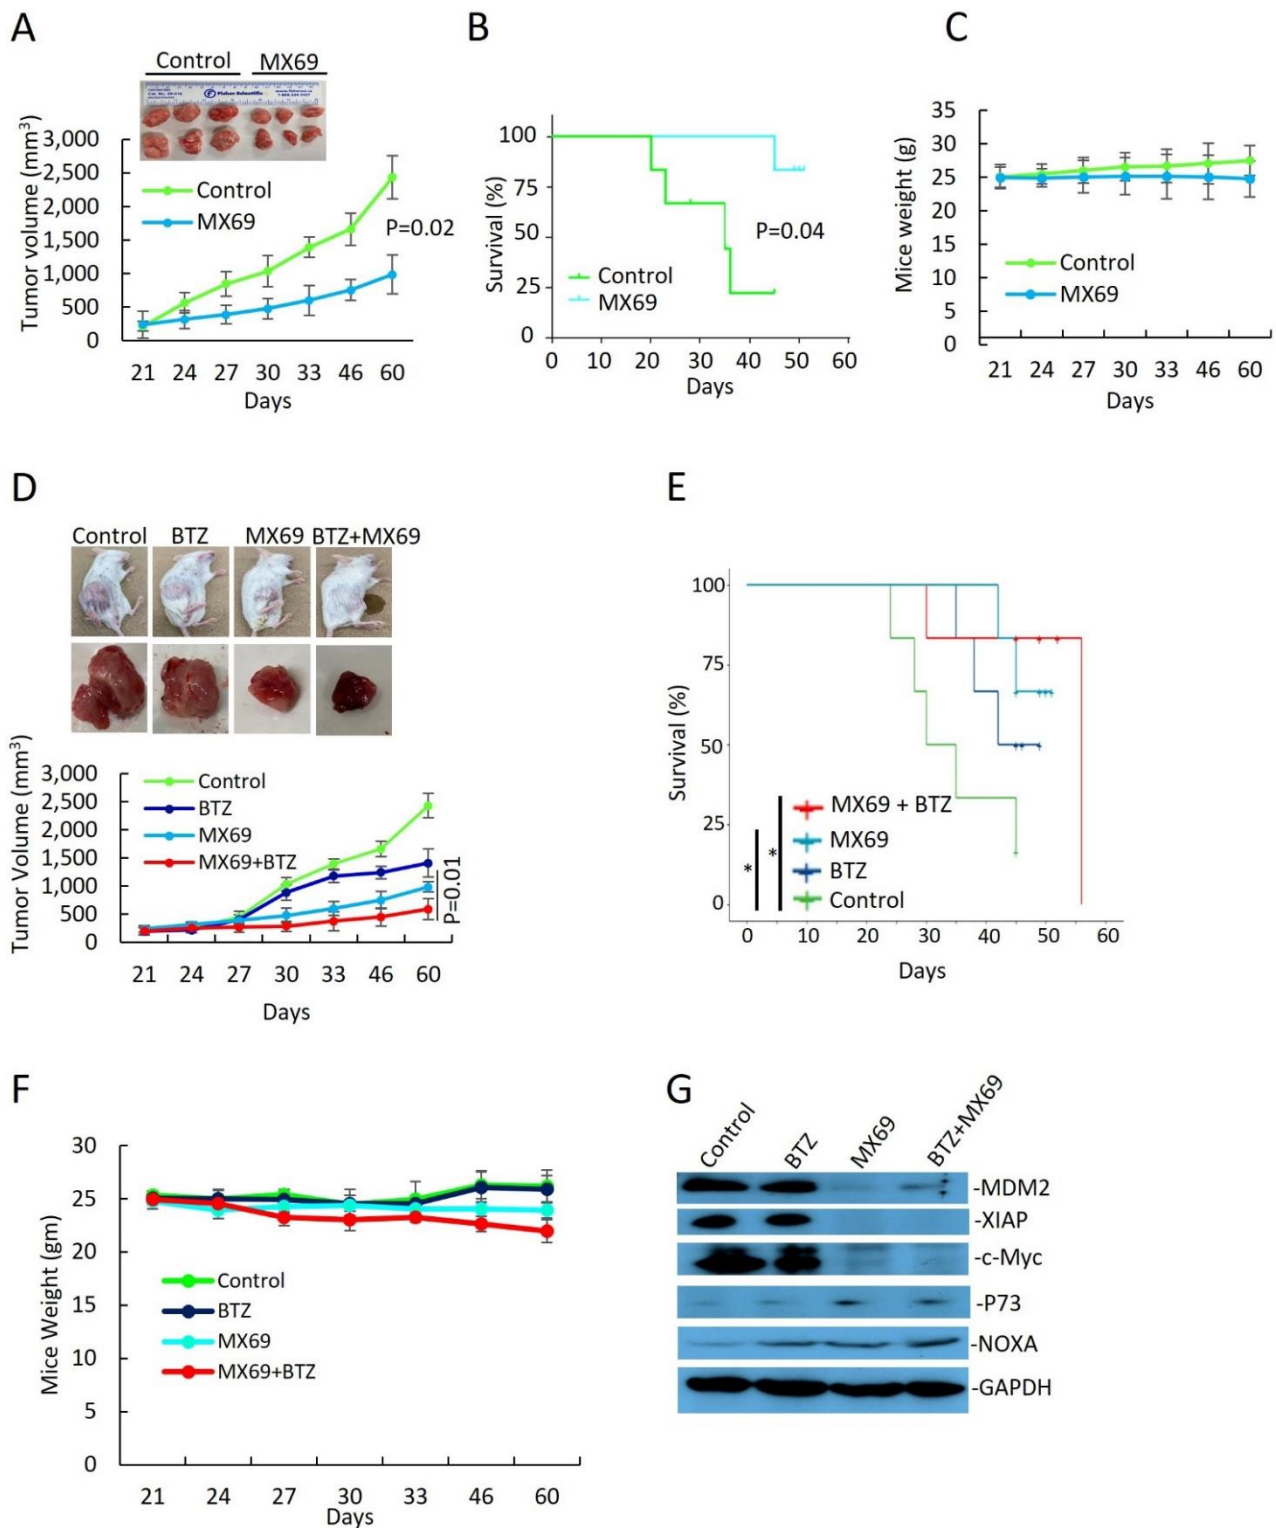 A
Control MX69
Fisher Scientific
3,000
2,500
2,000
1,500
1,000
500
0
Tumor volume (mm3)
Control
MX69
P=0.02
21 24 27 30 33 46 60
Days
B
100
75
50
25
0
Survival (%)
P=0.04
Control
MX69
0 10 20 30 40 50 60
Days
C
35
30
25
20
15
10
5
0
Mice weight (g)
Control
MX69
21 24 27 30 33 46 60
Days
D
Control BTZ MX69 BTZ+MX69
3,000
2,500
2,000
1,500
1,000
500
0
Tumor Volume (mm3)
Control
BTZ
MX69
MX69+BTZ
P=0.01
21 24 27 30 33 46 60
Days
E
100
75
50
25
0
Survival (%)
* *
MX69 + BTZ
MX69
BTZ
Control
0 10 20 30 40 50 60
Days
F
30
25
20
15
10
5
0
Mice Weight (gm)
Control
BTZ
MX69
MX69+BTZ
21 24 27 30 33 46 60
Days
G
Control BTZ MX69 BTZ+MX69
-MDM2
-XIAP
-c-Myc
-P73
-NOXA
-GAPDH